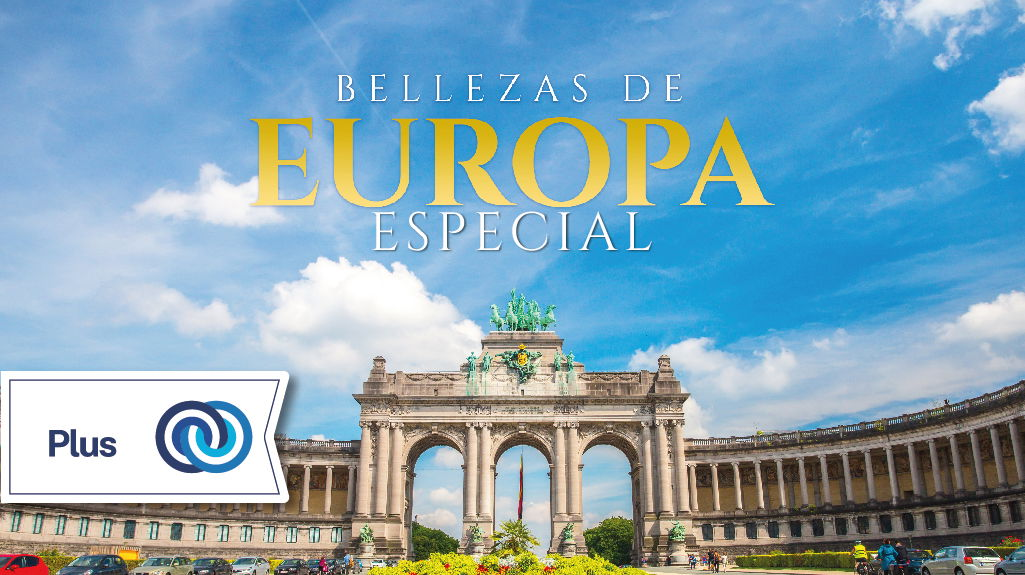 BELLEZAS DE
EUROPA
ESPECIAL
Plus